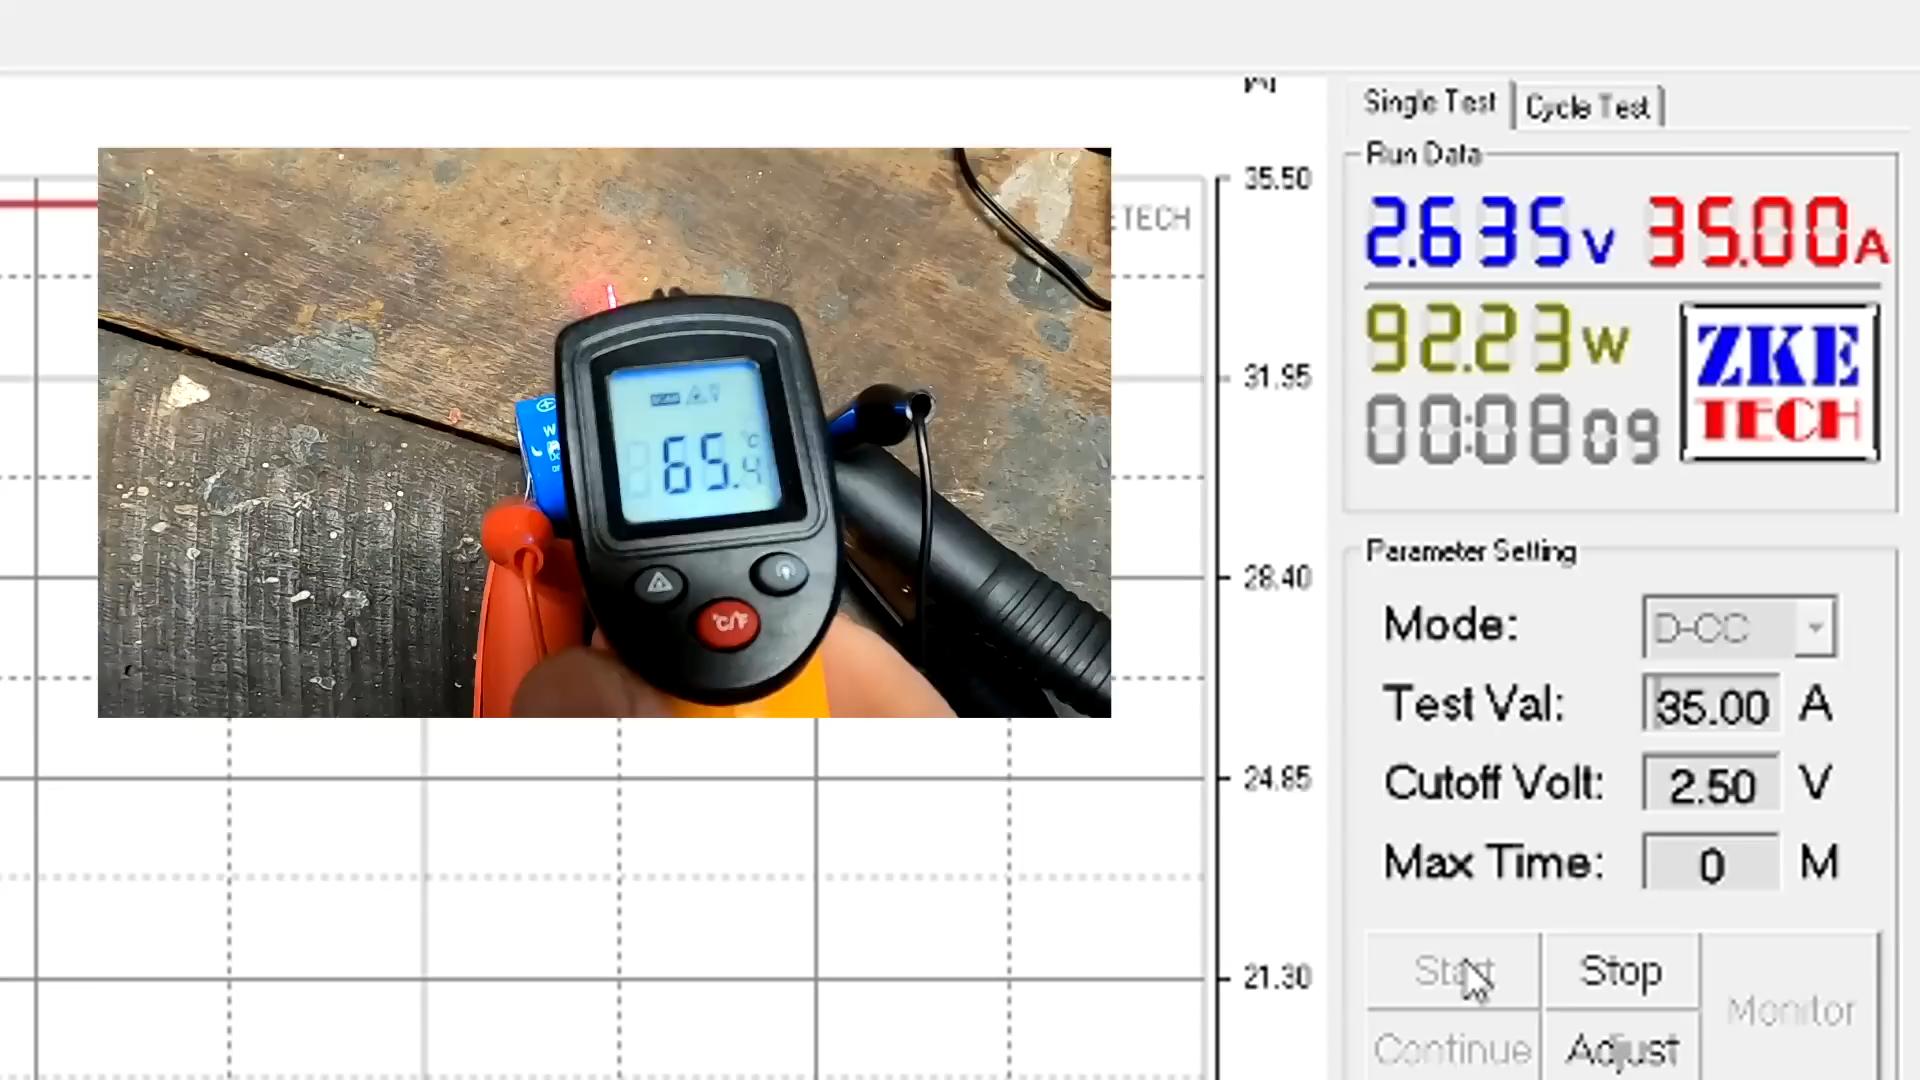 Single Test
Cycle Test
Run Data
2.635V 35.00A
92.23W
00:08 09
ZKE
TECH
Parameter Setting
Mode: D-CC
Test Val: 35.00 A
Cutoff Volt: 2.50 V
Max Time: 0 M
Start
Stop
Monitor
Continue
Adjust
35.50
ETECH
31.95
28.40
24.85
21.30
SCAN
°C
65.4
°C/F
W